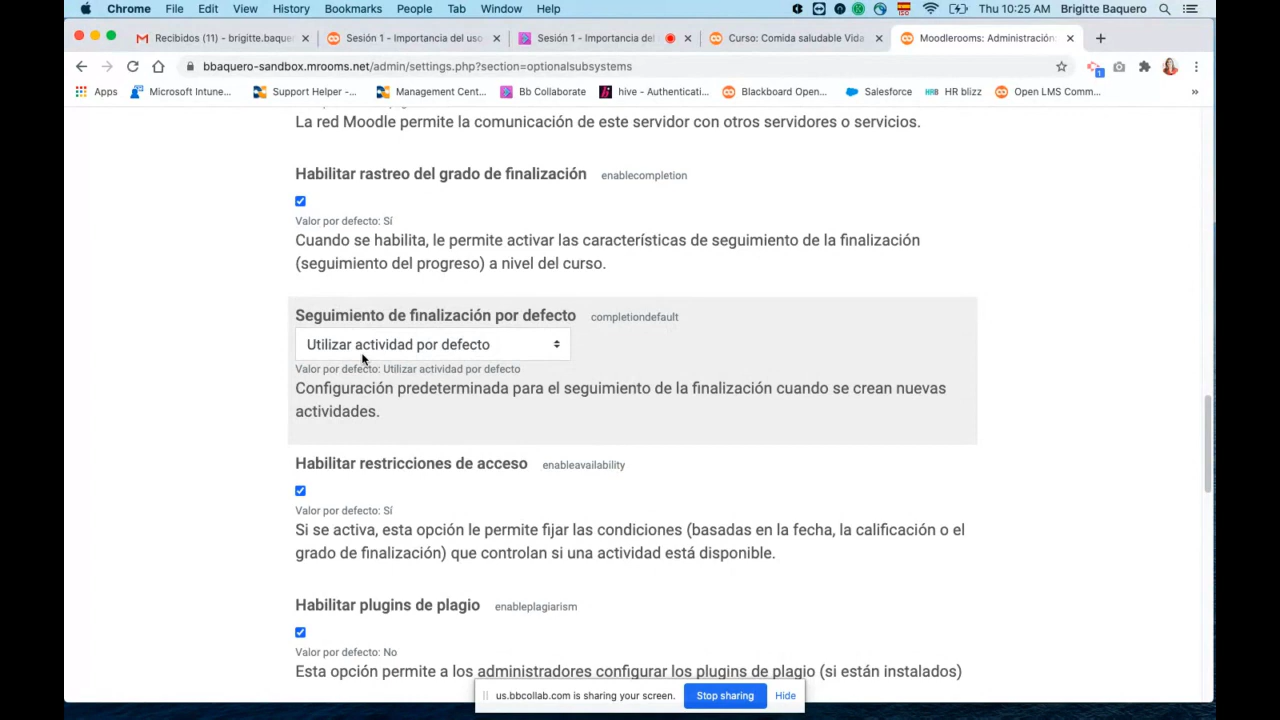 Chrome File Edit View History Bookmarks People Tab Window Help Thu 10:25 AM Brigitte Baquero
Recibidos (11) - brigitte.baque × Sesión 1 - Importancia del uso × Sesión 1 - Importancia del × Curso: Comida saludable Vida × Moodlerooms: Administración: × +
bbaquero-sandbox.mrooms.net/admin/settings.php?section=optionalsubsystems
Apps Microsoft Intune... Support Helper -... Management Cent... Bb Collaborate hive - Authenticati... Blackboard Open... Salesforce HRB HR blizz Open LMS Comm... »
La red Moodle permite la comunicación de este servidor con otros servidores o servicios.
Habilitar rastreo del grado de finalización enablecompletion
Valor por defecto: Sí
Cuando se habilita, le permite activar las características de seguimiento de la finalización
(seguimiento del progreso) a nivel del curso.
Seguimiento de finalización por defecto completiondefault
Utilizar actividad por defecto
Valor por defecto: Utilizar actividad por defecto
Configuración predeterminada para el seguimiento de la finalización cuando se crean nuevas
actividades.
Habilitar restricciones de acceso enableavailability
Valor por defecto: Sí
Si se activa, esta opción le permite fijar las condiciones (basadas en la fecha, la calificación o el
grado de finalización) que controlan si una actividad está disponible.
Habilitar plugins de plagio enableplagiarism
Valor por defecto: No
Esta opción permite a los administradores configurar los plugins de plagio (si están instalados)
us.bbcollab.com is sharing your screen. Stop sharing Hide